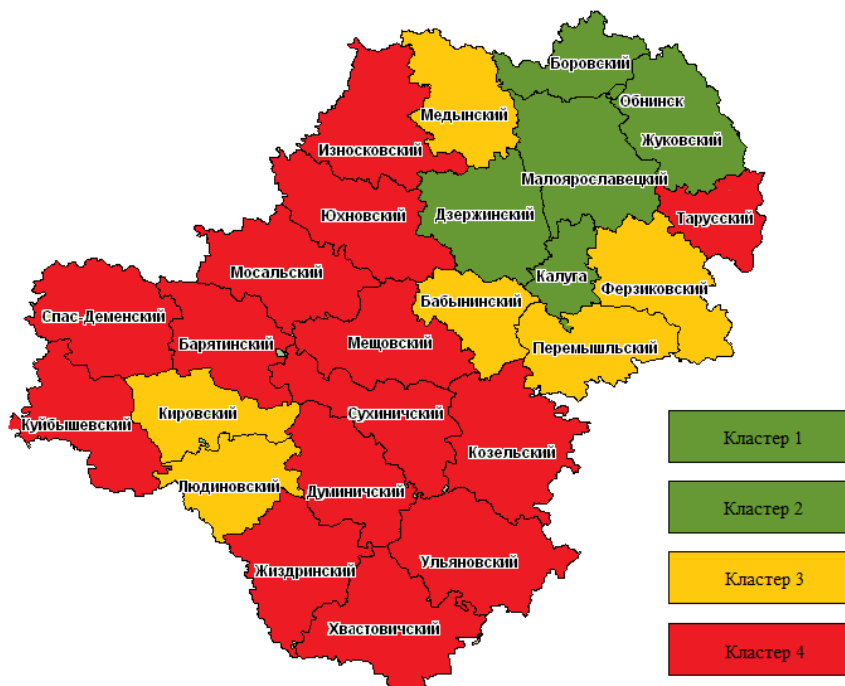 Боровский
Обнинск
Медынский
Жуковский
Износковский
Малоярославецкий
Юхновский
Дзержинский
Тарусский
Мосальский
Калуга
Ферзиковский
Бабынинский
Спас-Деменский
Барятинский
Мещовский
Перемышльский
Кировский
Сухиничский
Куйбышевский
Козельский
Людиновский
Думиничский
Ульяновский
Жиздринский
Хвастовичский
Кластер 1
Кластер 2
Кластер 3
Кластер 4